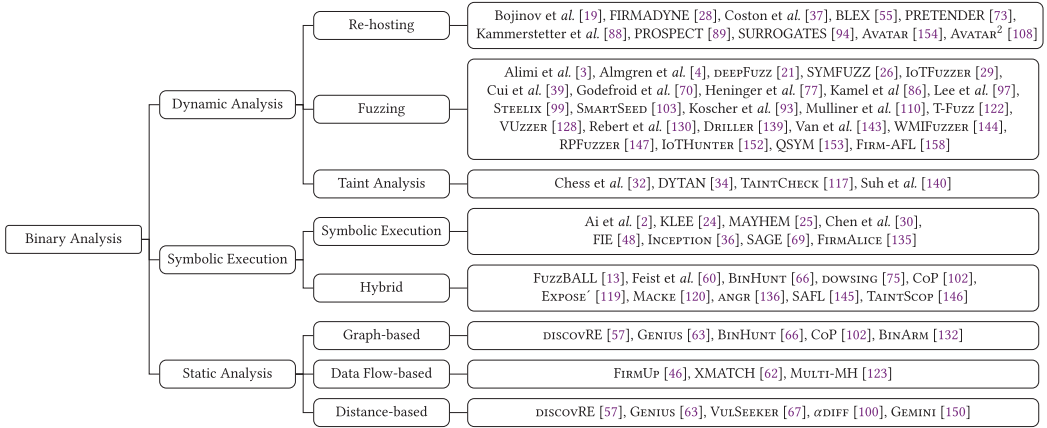 Binary Analysis
Dynamic Analysis
Re-hosting
Bojinov et al. [19], FIRMADYNE [28], Coston et al. [37], BLEX [55], PRETENDER [73],
Kammerstetter et al. [88], PROSPECT [89], SURROGATES [94], Avatar [154], Avatar² [108]
Fuzzing
Alimi et al. [3], Almgren et al. [4], deepFuzz [21], SYMFUZZ [26], IoTFuzzer [29],
Cui et al. [39], Godefroid et al. [70], Heninger et al. [77], Kamel et al [86], Lee et al. [97],
Steelix [99], SmartSeed [103], Koscher et al. [93], Mulliner et al. [110], T-Fuzz [122],
VUzzer [128], Rebert et al. [130], Driller [139], Van et al. [143], WMIFuzzer [144],
RPFuzzer [147], IoTHunter [152], QSYM [153], Firm-AFL [158]
Taint Analysis
Chess et al. [32], DYTAN [34], TaintCheck [117], Suh et al. [140]
Symbolic Execution
Symbolic Execution
Ai et al. [2], KLEE [24], MAYHEM [25], Chen et al. [30],
FIE [48], Inception [36], SAGE [69], FirmAlice [135]
Hybrid
FuzzBALL [13], Feist et al. [60], BinHunt [66], dowsing [75], CoP [102],
Expose´ [119], Macke [120], angr [136], SAFL [145], TaintScop [146]
Static Analysis
Graph-based
discovRE [57], Genius [63], BinHunt [66], CoP [102], BinArm [132]
Data Flow-based
FirmUp [46], XMATCH [62], Multi-MH [123]
Distance-based
discovRE [57], Genius [63], VulSeeker [67], αdiff [100], Gemini [150]